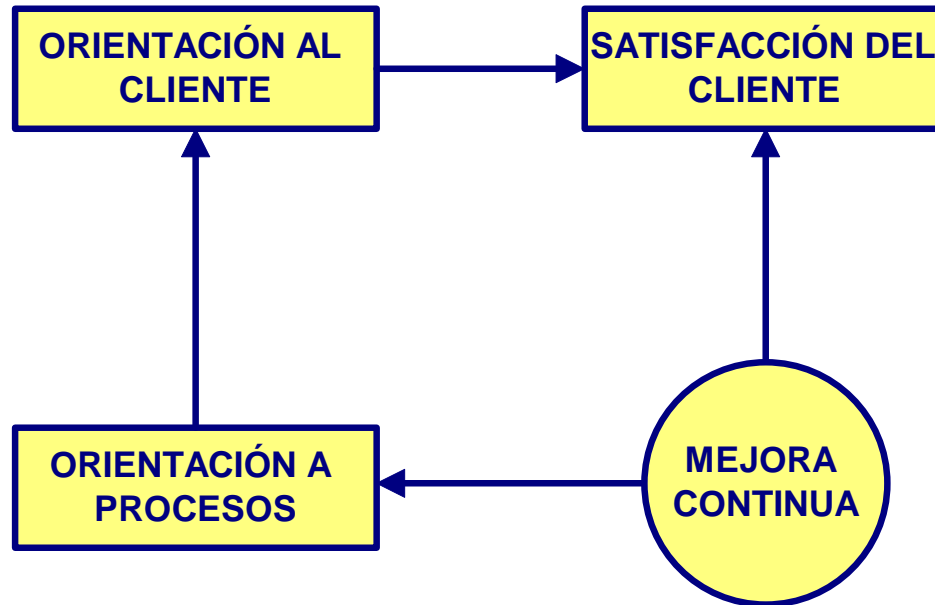 ORIENTACIÓN AL
CLIENTE
SATISFACCIÓN DEL
CLIENTE
ORIENTACIÓN A
PROCESOS
MEJORA
CONTINUA